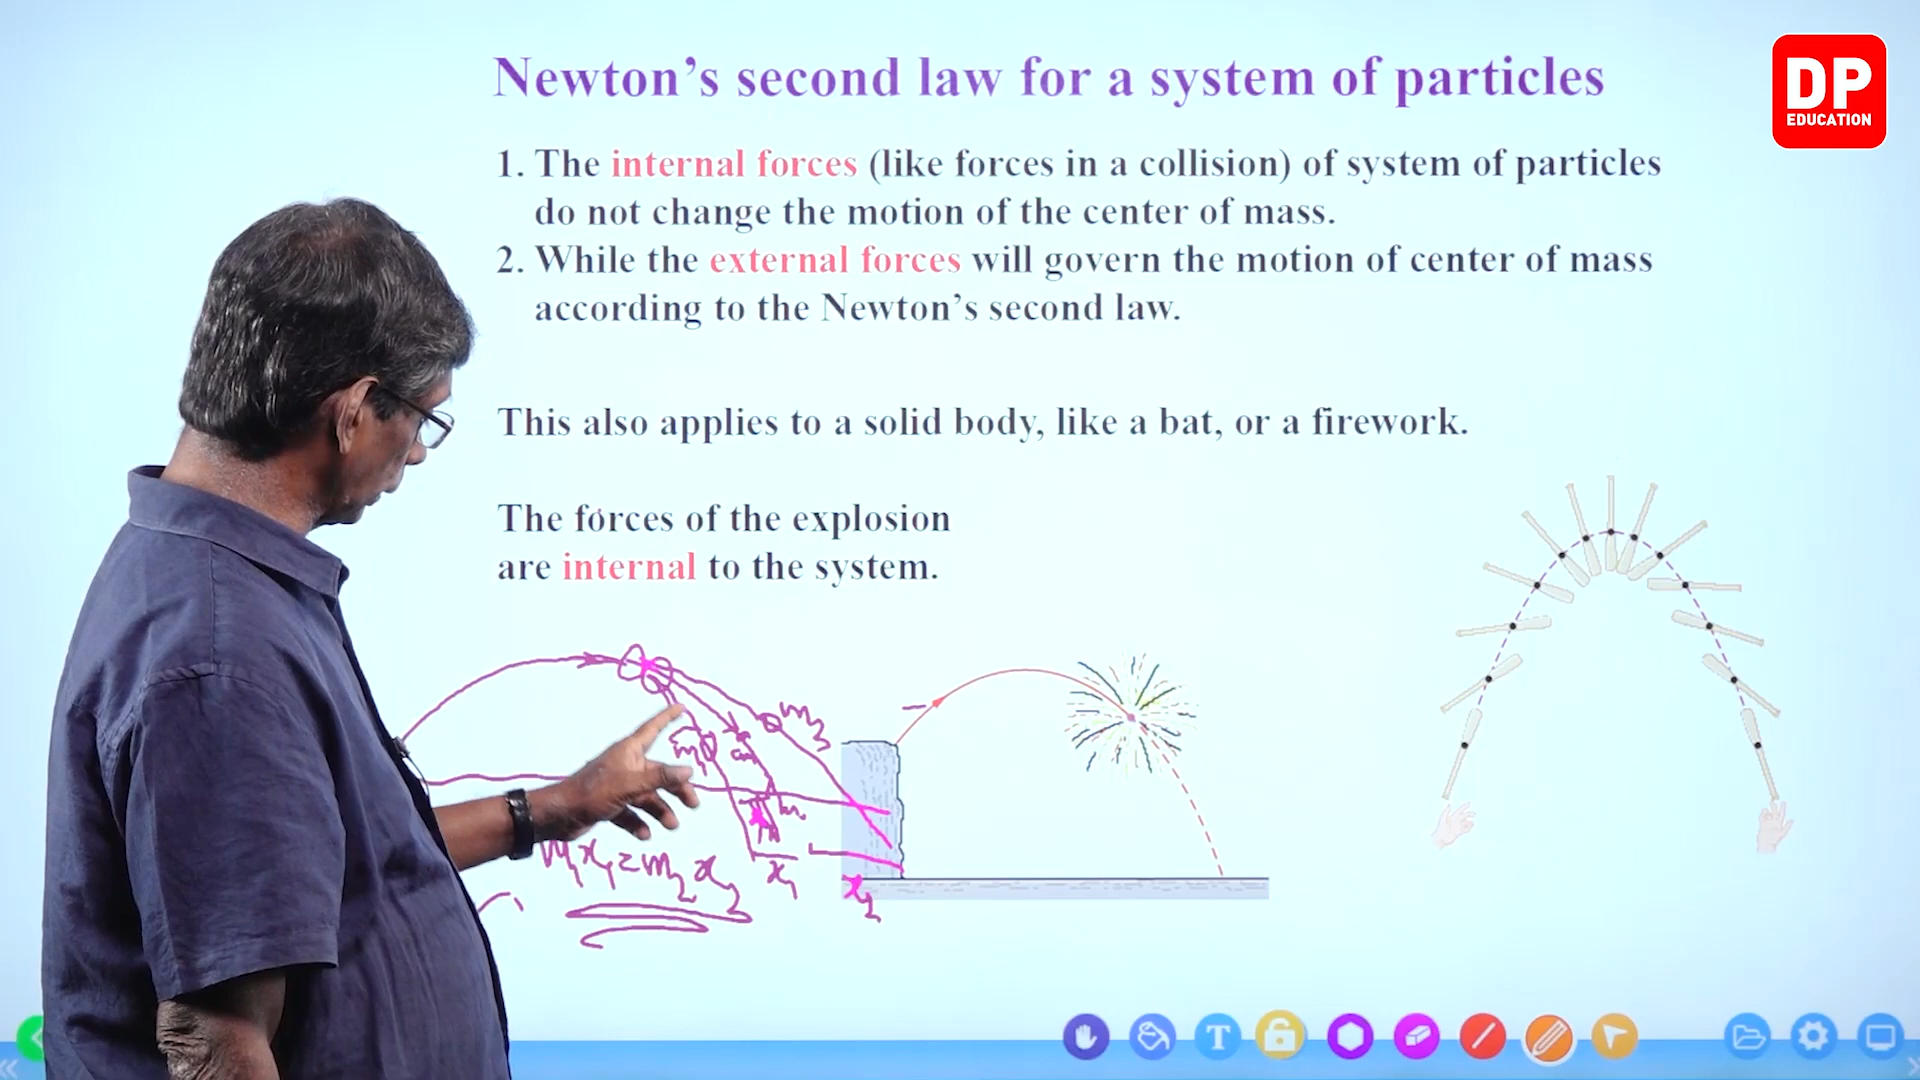 Newton's second law for a system of particles
DP
EDUCATION
1. The internal forces (like forces in a collision) of system of particles
do not change the motion of the center of mass.
2. While the external forces will govern the motion of center of mass
according to the Newton's second law.
This also applies to a solid body, like a bat, or a firework.
The forces of the explosion
are internal to the system.
m₁
x₁
x₂
m₁x₁=m₂x₂
T